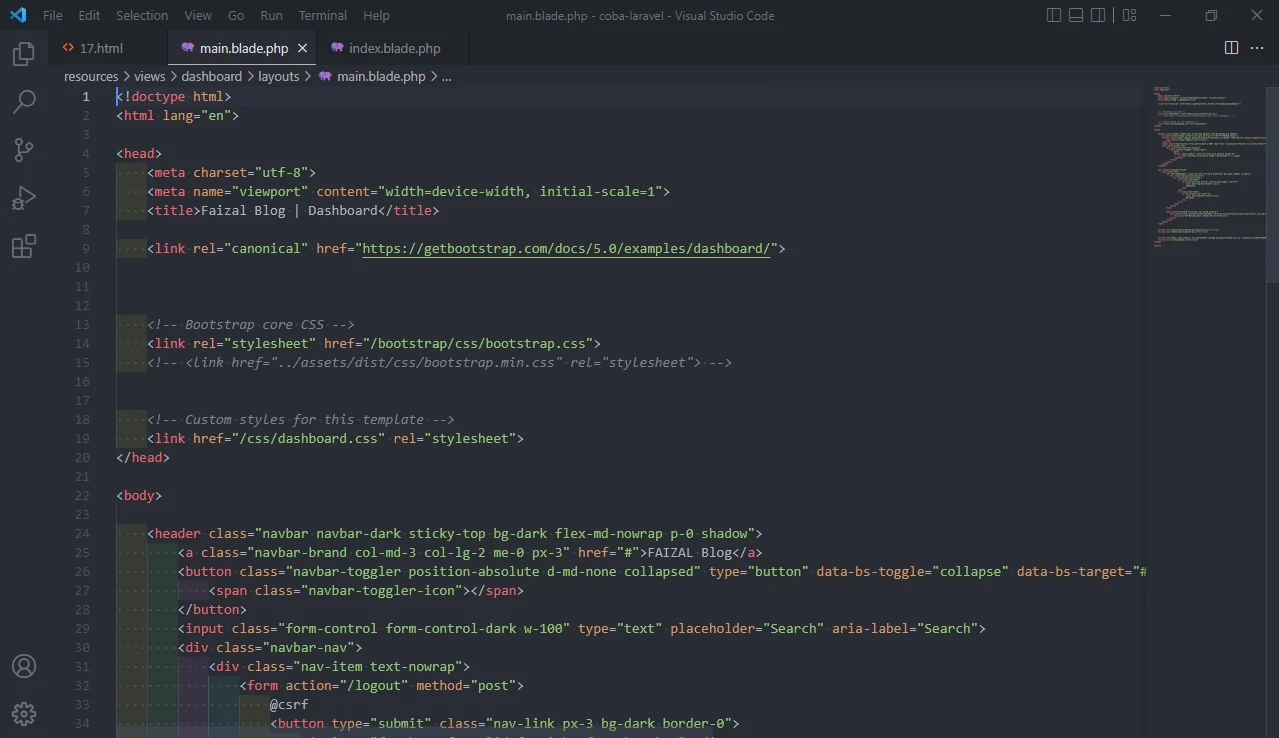 File Edit Selection View Go Run Terminal Help main.blade.php - coba-laravel - Visual Studio Code
17.html main.blade.php index.blade.php
resources > views > dashboard > layouts > main.blade.php > ...
1 <!doctype html>
2 <html lang="en">
3
4 <head>
5 <meta charset="utf-8">
6 <meta name="viewport" content="width=device-width, initial-scale=1">
7 <title>Faizal Blog | Dashboard</title>
8
9 <link rel="canonical" href="https://getbootstrap.com/docs/5.0/examples/dashboard/">
10
11
12
13 <!-- Bootstrap core CSS -->
14 <link rel="stylesheet" href="/bootstrap/css/bootstrap.css">
15 <!-- <link href="../assets/dist/css/bootstrap.min.css" rel="stylesheet"> -->
16
17
18 <!-- Custom styles for this template -->
19 <link href="/css/dashboard.css" rel="stylesheet">
20 </head>
21
22 <body>
23
24 <header class="navbar navbar-dark sticky-top bg-dark flex-md-nowrap p-0 shadow">
25 <a class="navbar-brand col-md-3 col-lg-2 me-0 px-3" href="#">FAIZAL Blog</a>
26 <button class="navbar-toggler position-absolute d-md-none collapsed" type="button" data-bs-toggle="collapse" data-bs-target="#
27 <span class="navbar-toggler-icon"></span>
28 </button>
29 <input class="form-control form-control-dark w-100" type="text" placeholder="Search" aria-label="Search">
30 <div class="navbar-nav">
31 <div class="nav-item text-nowrap">
32 <form action="/logout" method="post">
33 @csrf
34 <button type="submit" class="nav-link px-3 bg-dark border-0">